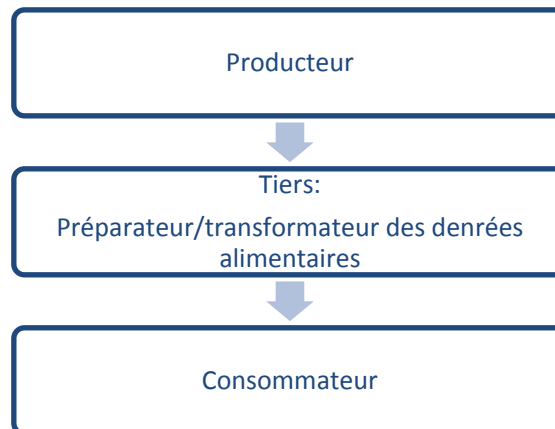 Producteur
Tiers:
Préparateur/transformateur des denrées
alimentaires
Consommateur